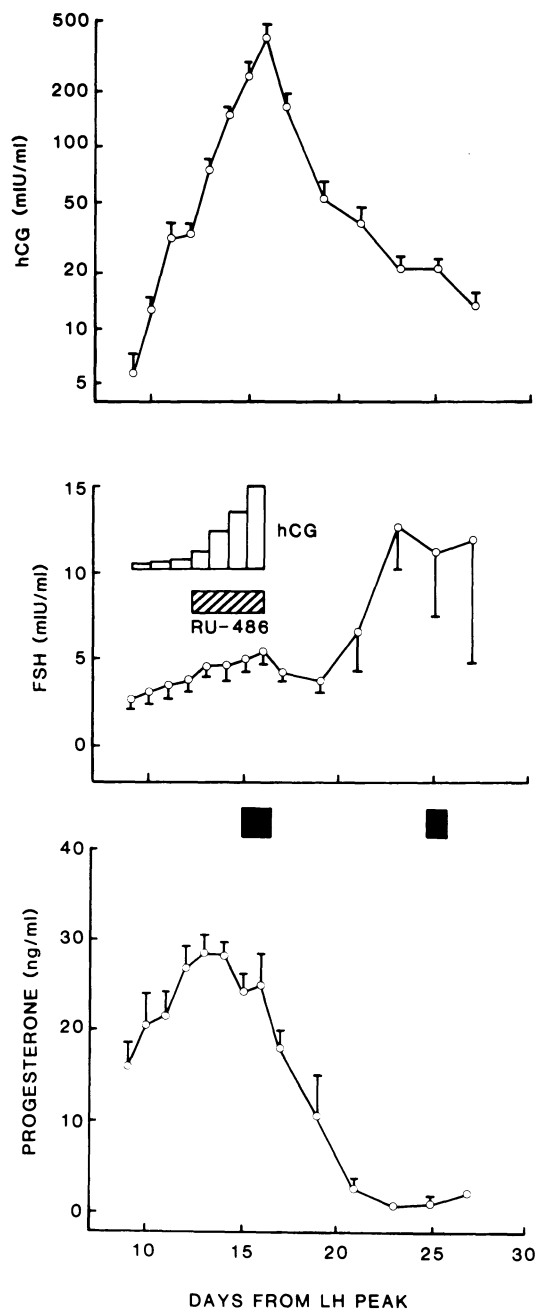 500
200
100
50
20
10
5
hCG (mIU/ml)
15
10
5
0
FSH (mIU/ml)
hCG
RU-486
40
30
20
10
0
PROGESTERONE (ng/ml)
10 15 20 25 30
DAYS FROM LH PEAK